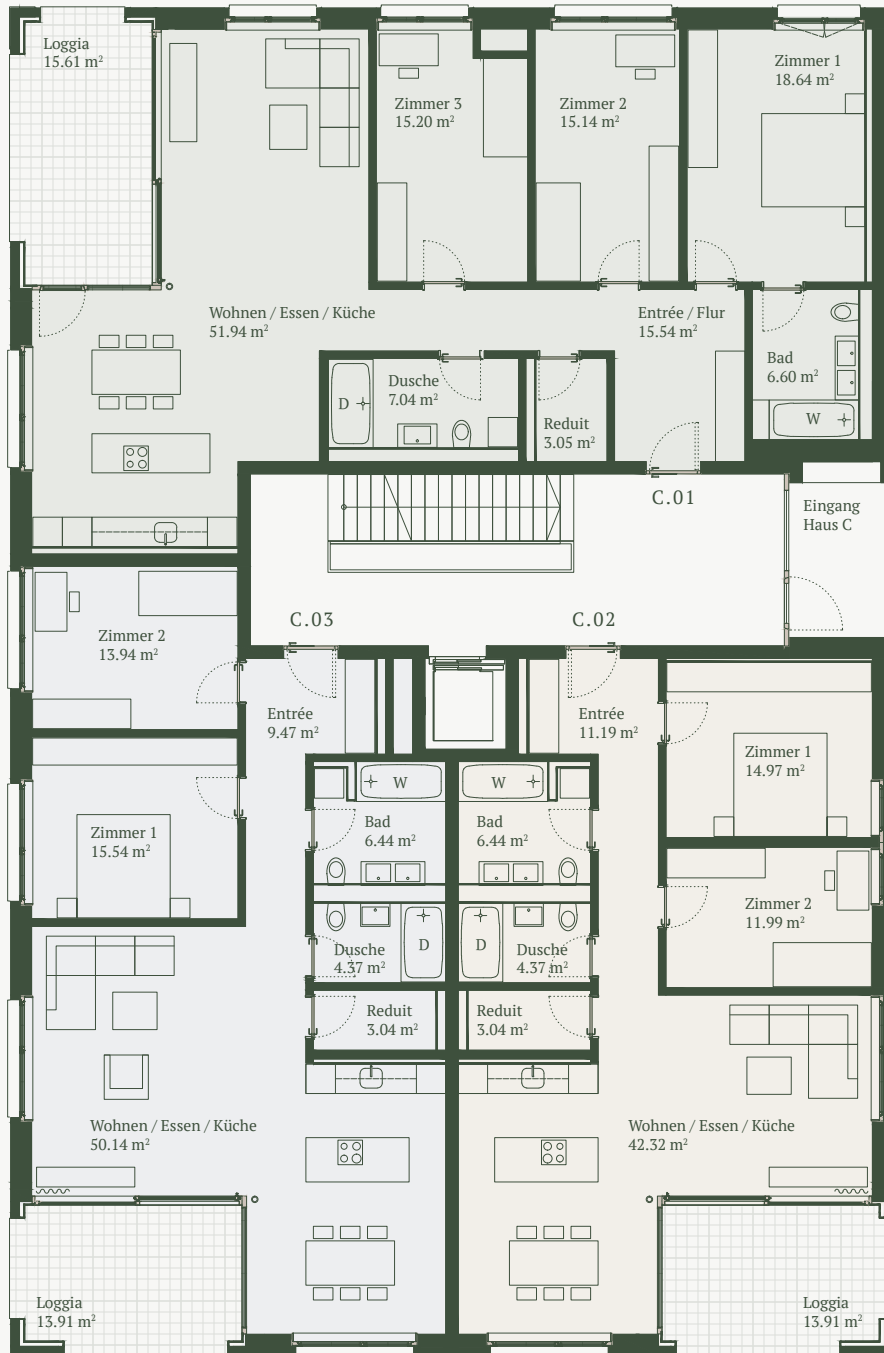 Loggia
15.61 m²
Zimmer 3
15.20 m²
Zimmer 2
15.14 m²
Zimmer 1
18.64 m²
Wohnen / Essen / Küche
51.94 m²
Entrée / Flur
15.54 m²
Bad
6.60 m²
W
D
Dusche
7.04 m²
Reduit
3.05 m²
C.01
Eingang
Haus C
C.03
C.02
Zimmer 2
13.94 m²
Entrée
9.47 m²
Entrée
11.19 m²
Zimmer 1
14.97 m²
W
W
Zimmer 1
15.54 m²
Bad
6.44 m²
Bad
6.44 m²
Zimmer 2
11.99 m²
Dusche
4.37 m²
D
D
Dusche
4.37 m²
Reduit
3.04 m²
Reduit
3.04 m²
Wohnen / Essen / Küche
50.14 m²
Wohnen / Essen / Küche
42.32 m²
Loggia
13.91 m²
Loggia
13.91 m²